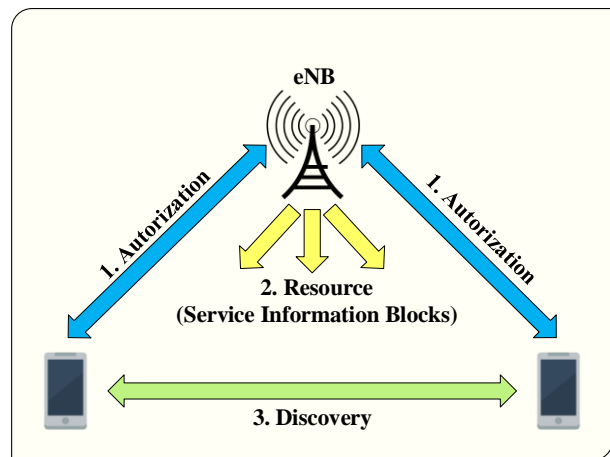 eNB
1. Autorization
1. Autorization
2. Resource
(Service Information Blocks)
3. Discovery